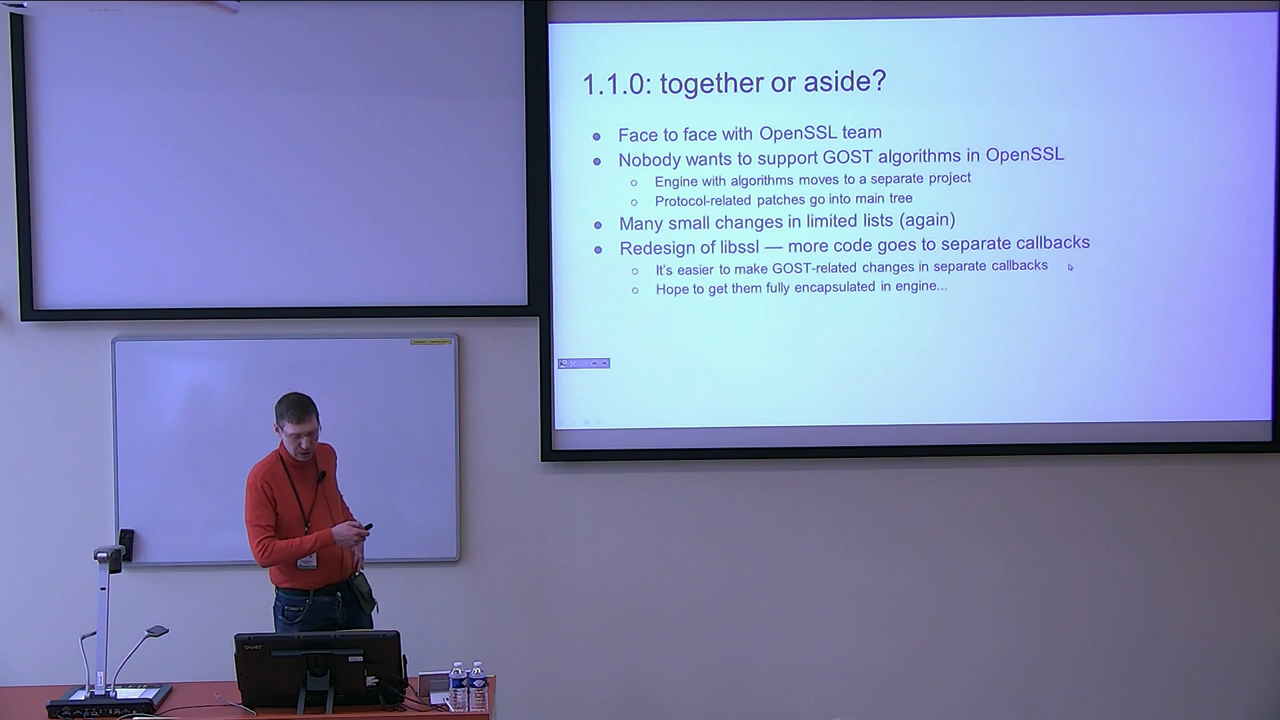 1.1.0: together or aside?
Face to face with OpenSSL team
Nobody wants to support GOST algorithms in OpenSSL
Engine with algorithms moves to a separate project
Protocol-related patches go into main tree
Many small changes in limited lists (again)
Redesign of libssl — more code goes to separate callbacks
It's easier to make GOST-related changes in separate callbacks
Hope to get them fully encapsulated in engine...
SMART